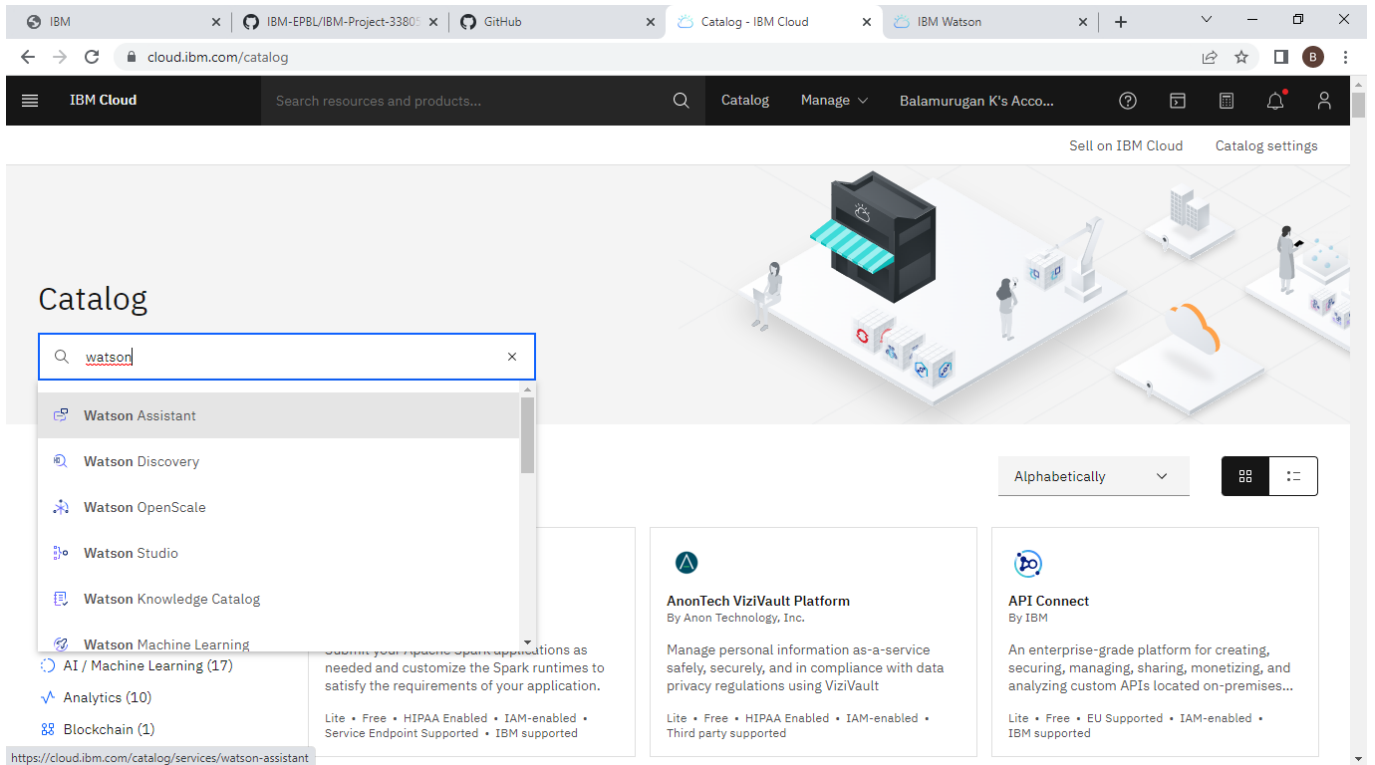 IBM
IBM-EPBL/IBM-Project-3380
GitHub
Catalog - IBM Cloud
IBM Watson
cloud.ibm.com/catalog
B
IBM Cloud
Search resources and products...
Catalog
Manage
Balamurugan K's Acco...
Sell on IBM Cloud
Catalog settings
Catalog
watson
Watson Assistant
Watson Discovery
Watson OpenScale
Watson Studio
Watson Knowledge Catalog
Watson Machine Learning
Alphabetically
AI / Machine Learning (17)
Analytics (10)
Blockchain (1)
Submit your Apache Spark applications as
needed and customize the Spark runtimes to
satisfy the requirements of your application.
Lite • Free • HIPAA Enabled • IAM-enabled •
Service Endpoint Supported • IBM supported
AnonTech ViziVault Platform
By Anon Technology, Inc.
Manage personal information as-a-service
safely, securely, and in compliance with data
privacy regulations using ViziVault
Lite • Free • HIPAA Enabled • IAM-enabled •
Third party supported
API Connect
By IBM
An enterprise-grade platform for creating,
securing, managing, sharing, monetizing, and
analyzing custom APIs located on-premises...
Lite • Free • EU Supported • IAM-enabled •
IBM supported
https://cloud.ibm.com/catalog/services/watson-assistant